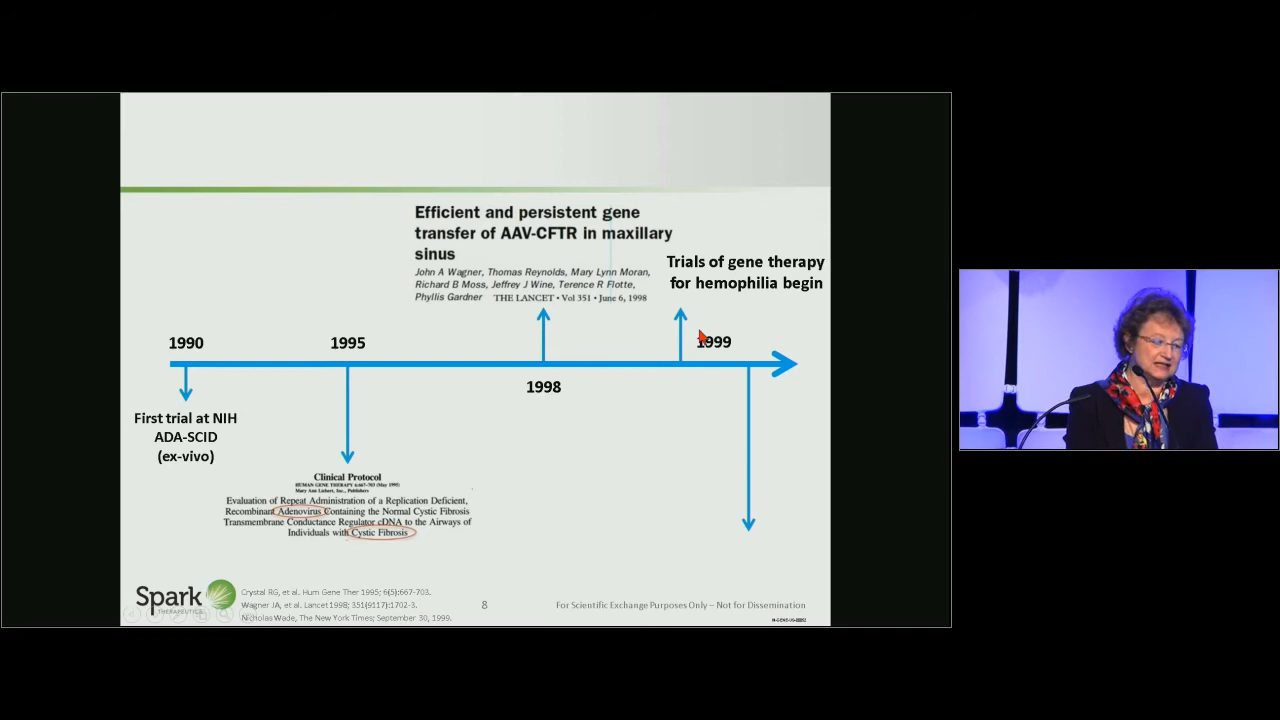 Efficient and persistent gene
transfer of AAV-CFTR in maxillary
sinus
John A Wagner, Thomas Reynolds, Mary Lynn Moran,
Richard B Moss, Jeffrey J Wine, Terence R Flotte,
Phyllis Gardner THE LANCET • Vol 351 • June 6, 1998
Trials of gene therapy
for hemophilia begin
1990
1995
1998
1999
First trial at NIH
ADA-SCID
(ex-vivo)
Clinical Protocol
HUMAN GENE THERAPY 6:667-703 (May 1995)
Mary Ann Liebert, Inc., Publishers
Evaluation of Repeat Administration of a Replication Deficient,
Recombinant Adenovirus Containing the Normal Cystic Fibrosis
Transmembrane Conductance Regulator cDNA to the Airways of
Individuals with Cystic Fibrosis
Spark
THERAPEUTICS
Crystal RG, et al. Hum Gene Ther 1995; 6(5):667-703.
Wagner JA, et al. Lancet 1998; 351(9117):1702-3.
Nicholas Wade, The New York Times; September 30, 1999.
8
For Scientific Exchange Purposes Only – Not for Dissemination